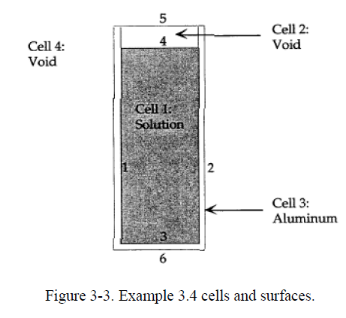 5
Cell 2:
Void
Cell 4:
Void
4
Cell 1:
Solution
1
2
Cell 3:
Aluminum
3
6
Figure 3-3. Example 3.4 cells and surfaces.